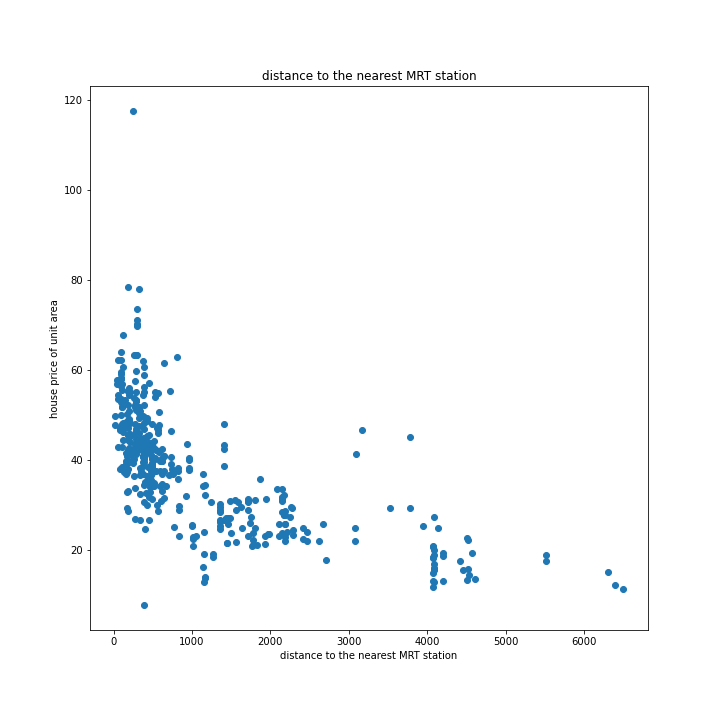 distance to the nearest MRT station
120
100
80
60
40
20
house price of unit area
0 1000 2000 3000 4000 5000 6000
distance to the nearest MRT station